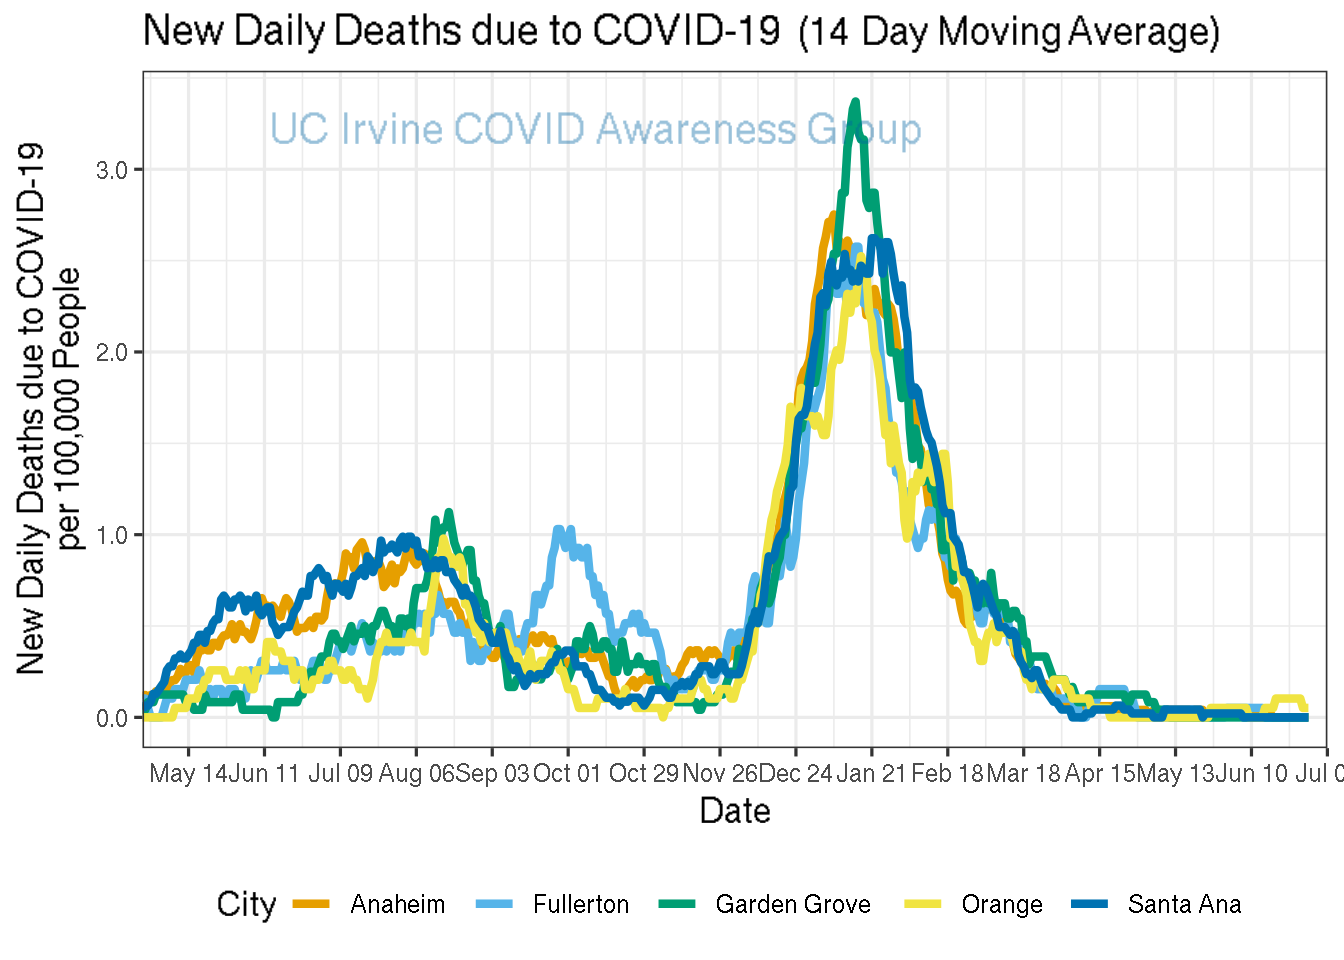 New Daily Deaths due to COVID-19 (14 Day Moving Average)
UC Irvine COVID Awareness Group
New Daily Deaths due to COVID-19
per 100,000 People
3.0
2.0
1.0
0.0
May 14 Jun 11 Jul 09 Aug 06 Sep 03 Oct 01 Oct 29 Nov 26 Dec 24 Jan 21 Feb 18 Mar 18 Apr 15 May 13 Jun 10 Jul 0
Date
City Anaheim Fullerton Garden Grove Orange Santa Ana